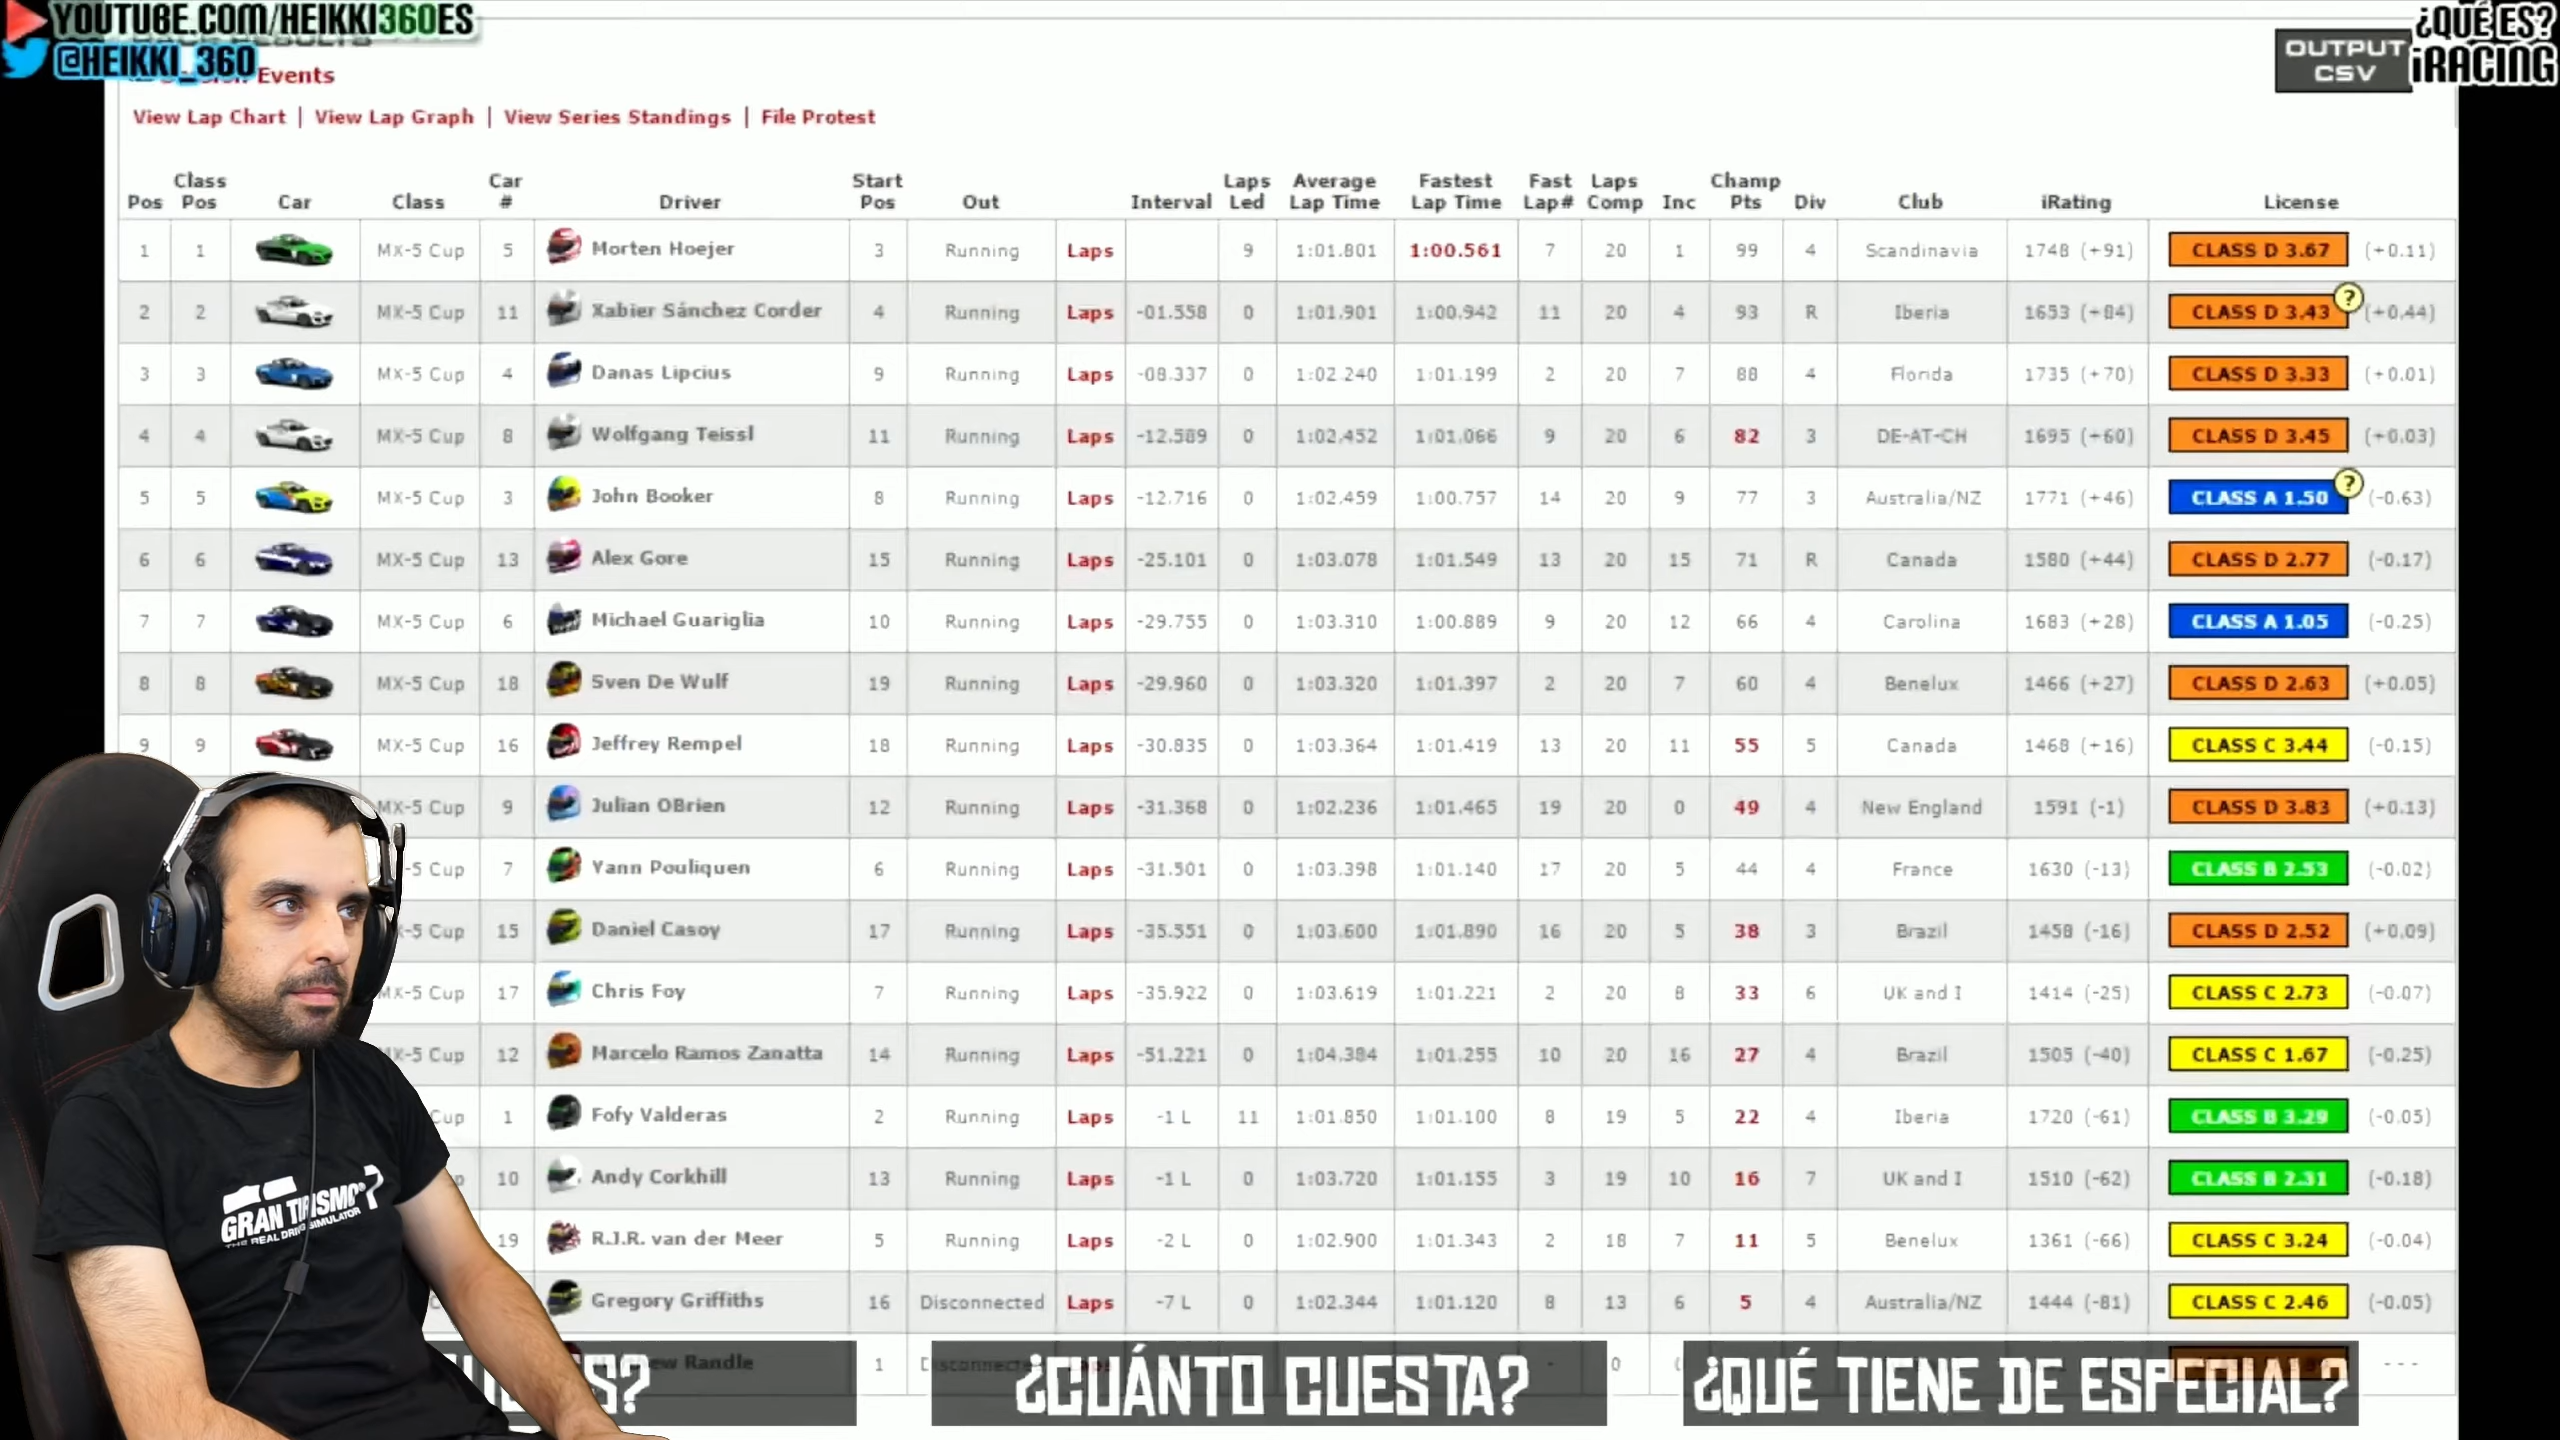 YOUTUBE.COM/HEIKKI360ES
@HEIKKI_360
Events
OUTPUT CSV
¿QUÉ ES?
iRACING
View Lap Chart | View Lap Graph | View Series Standings | File Protest
Pos Class Pos Car Class Car # Driver Start Pos Out Interval Laps Led Average Lap Time Fastest Lap Time Fast Lap# Laps Comp Inc Champ Pts Div Club iRating License
1 1 MX-5 Cup 5 Morten Hoejer 3 Running Laps 9 1:01.801 1:00.561 7 20 1 99 4 Scandinavia 1748 (+91) CLASS D 3.67 (+0.11)
2 2 MX-5 Cup 11 Xabier Sánchez Corder 4 Running Laps -01.558 0 1:01.901 1:00.942 11 20 4 93 R Iberia 1653 (+84) CLASS D 3.43 ? (+0.44)
3 3 MX-5 Cup 4 Danas Lipcius 9 Running Laps -08.337 0 1:02.240 1:01.199 2 20 7 88 4 Florida 1735 (+70) CLASS D 3.33 (+0.01)
4 4 MX-5 Cup 8 Wolfgang Teissl 11 Running Laps -12.589 0 1:02.452 1:01.066 9 20 6 82 3 DE-AT-CH 1695 (+60) CLASS D 3.45 (+0.03)
5 5 MX-5 Cup 3 John Booker 8 Running Laps -12.716 0 1:02.459 1:00.757 14 20 9 77 3 Australia/NZ 1771 (+46) CLASS A 1.50 ? (-0.63)
6 6 MX-5 Cup 13 Alex Gore 15 Running Laps -25.101 0 1:03.078 1:01.549 13 20 15 71 R Canada 1580 (+44) CLASS D 2.77 (-0.17)
7 7 MX-5 Cup 6 Michael Guariglia 10 Running Laps -29.755 0 1:03.310 1:00.889 9 20 12 66 4 Carolina 1683 (+28) CLASS A 1.05 (-0.25)
8 8 MX-5 Cup 18 Sven De Wulf 19 Running Laps -29.960 0 1:03.320 1:01.397 2 20 7 60 4 Benelux 1466 (+27) CLASS D 2.63 (+0.05)
9 9 MX-5 Cup 16 Jeffrey Rempel 18 Running Laps -30.835 0 1:03.364 1:01.419 13 20 11 55 5 Canada 1468 (+16) CLASS C 3.44 (-0.15)
MX-5 Cup 9 Julian OBrien 12 Running Laps -31.368 0 1:02.236 1:01.465 19 20 0 49 4 New England 1591 (-1) CLASS D 3.83 (+0.13)
-5 Cup 7 Yann Pouliquen 6 Running Laps -31.501 0 1:03.398 1:01.140 17 20 5 44 4 France 1630 (-13) CLASS B 2.53 (-0.02)
-5 Cup 15 Daniel Casoy 17 Running Laps -35.551 0 1:03.600 1:01.890 16 20 5 38 3 Brazil 1458 (-16) CLASS D 2.52 (+0.09)
MX-5 Cup 17 Chris Foy 7 Running Laps -35.922 0 1:03.619 1:01.221 2 20 8 33 6 UK and I 1414 (-25) CLASS C 2.73 (-0.07)
X-5 Cup 12 Marcelo Ramos Zanatta 14 Running Laps -51.221 0 1:04.384 1:01.255 10 20 16 27 4 Brazil 1505 (-40) CLASS C 1.67 (-0.25)
Cup 1 Fofy Valderas 2 Running Laps -1 L 11 1:01.850 1:01.100 8 19 5 22 4 Iberia 1720 (-61) CLASS B 3.29 (-0.05)
p 10 Andy Corkhill 13 Running Laps -1 L 0 1:03.720 1:01.155 3 19 10 16 7 UK and I 1510 (-62) CLASS B 2.31 (-0.18)
19 R.J.R. van der Meer 5 Running Laps -2 L 0 1:02.900 1:01.343 2 18 7 11 5 Benelux 1361 (-66) CLASS C 3.24 (-0.04)
Gregory Griffiths 16 Disconnected Laps -7 L 0 1:02.344 1:01.120 8 13 6 5 4 Australia/NZ 1444 (-81) CLASS C 2.46 (-0.05)
Randle 1 0 ---
¿CUÁNTO CUESTA?
¿QUÉ TIENE DE ESPECIAL?
GRAN TURISMO
THE REAL DRIVING SIMULATOR